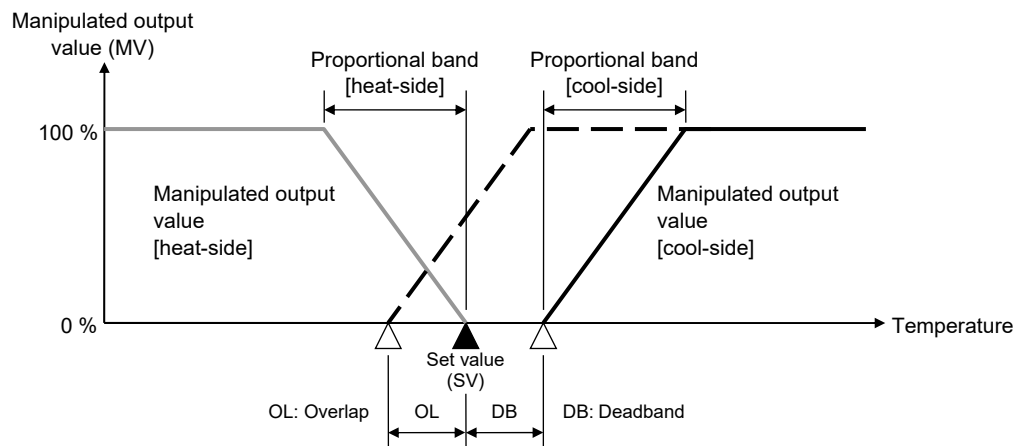 Manipulated output
value (MV)
Proportional band
[heat-side]
Proportional band
[cool-side]
100 %
Manipulated output
value
[heat-side]
Manipulated output
value
[cool-side]
0 %
Temperature
Set value
(SV)
OL: Overlap
OL
DB
DB: Deadband